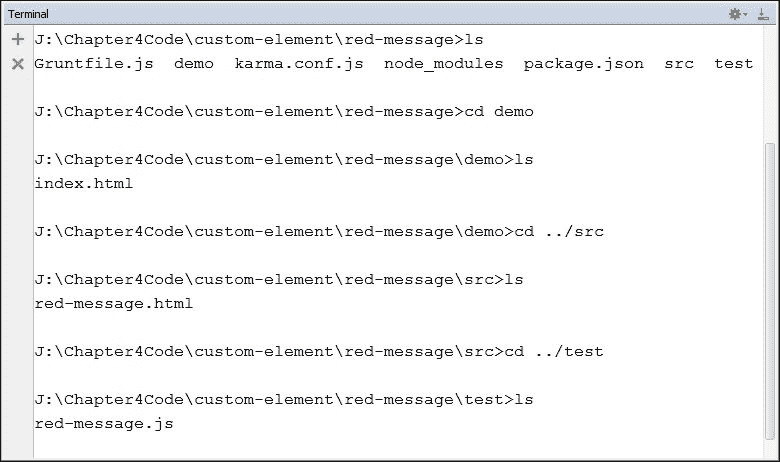 Terminal
J:\Chapter4Code\custom-element\red-message>ls
Gruntfile.js  demo  karma.conf.js  node_modules  package.json  src  test
J:\Chapter4Code\custom-element\red-message>cd demo
J:\Chapter4Code\custom-element\red-message\demo>ls
index.html
J:\Chapter4Code\custom-element\red-message\demo>cd ../src
J:\Chapter4Code\custom-element\red-message\src>ls
red-message.html
J:\Chapter4Code\custom-element\red-message\src>cd ../test
J:\Chapter4Code\custom-element\red-message\test>ls
red-message.js